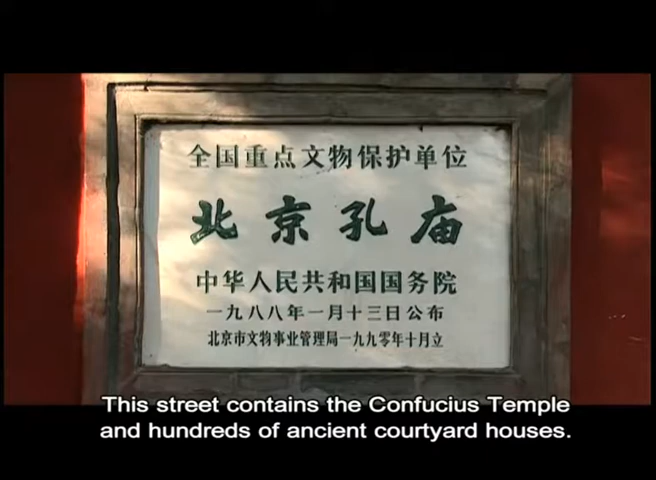 全国重点文物保护单位
北京孔庙
中华人民共和国国务院
一九八八年一月十三日公布
北京市文物事业管理局一九九零年十月立
This street contains the Confucius Temple
and hundreds of ancient courtyard houses.